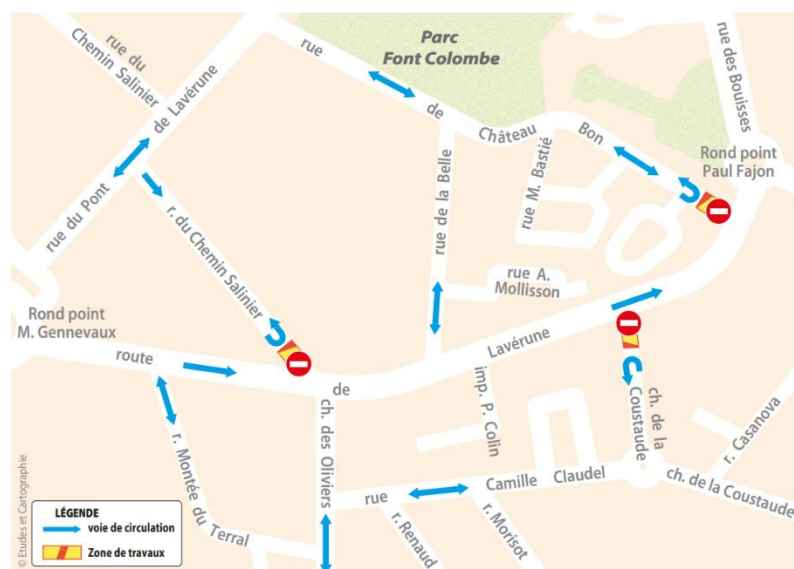 Parc
Font Colombe
rue du
Chemin Salinier
rue
de
Château
Bon
rue des Bouisses
Rond point
Paul Fajon
de Lavérune
rue du Pont
r. du Chemin Salinier
rue de la Belle
rue M. Bastié
rue A.
Mollisson
Rond point
M. Gennevaux
route
de
Lavérune
imp. P. Colin
ch. de la
Coustaude
r. Casanova
ch. de la Coustaude
r. Montée du Terral
ch. des Oliviers
rue
Camille
Claudel
r. Renaud
r. Morisot
© Etudes et Cartographie
LÉGENDE
voie de circulation
Zone de travaux